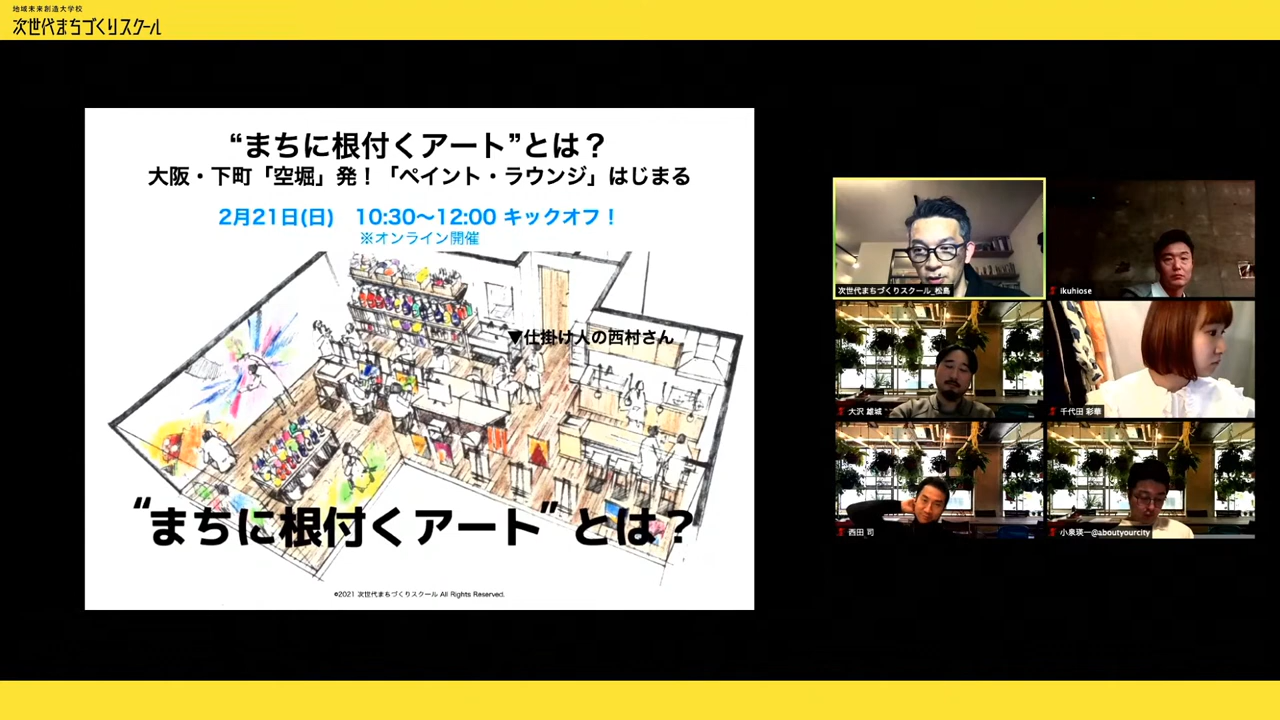 地域未来創造大学校
次世代まちづくりスクール
“まちに根付くアート”とは？
大阪・下町「空堀」発！「ペイント・ラウンジ」はじまる
2月21日(日)　10:30〜12:00 キックオフ！
※オンライン開催
▼仕掛け人の西村さん
“まちに根付くアート”とは？
©2021 次世代まちづくりスクール All Rights Reserved.
次世代まちづくりスクール_松島
ikuhiose
大沢 雄城
千代田 彩華
西田 司
小泉瑛一@aboutyourcity